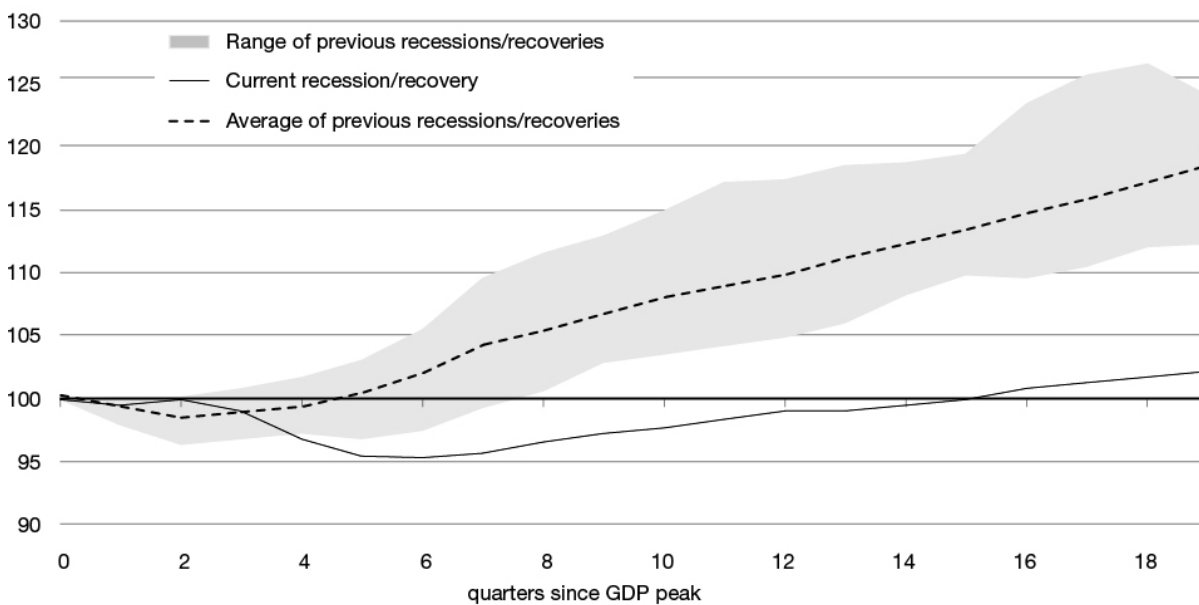 130
Range of previous recessions/recoveries
125
Current recession/recovery
Average of previous recessions/recoveries
120
115
110
105
100
95
90
0 2 4 6 8 10 12 14 16 18
quarters since GDP peak